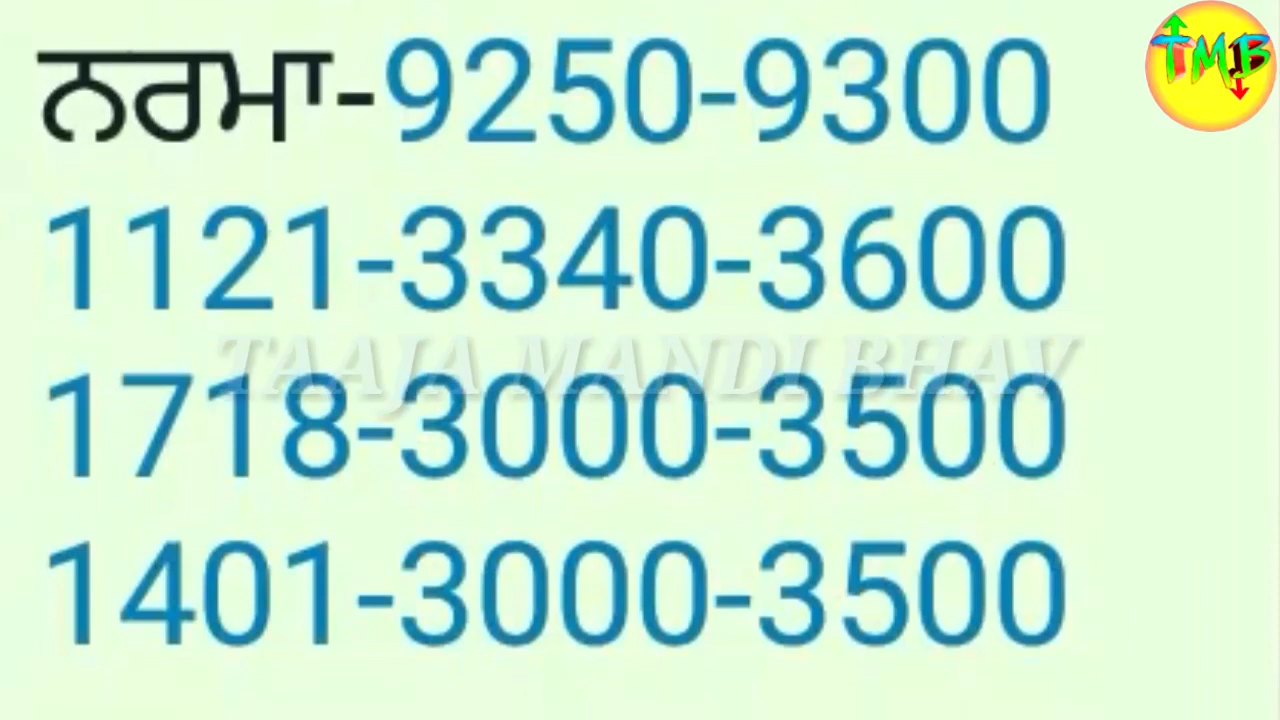 ਨਰਮਾ-9250-9300
TMB
1121-3340-3600
TAAJA MANDI BHAV
1718-3000-3500
1401-3000-3500